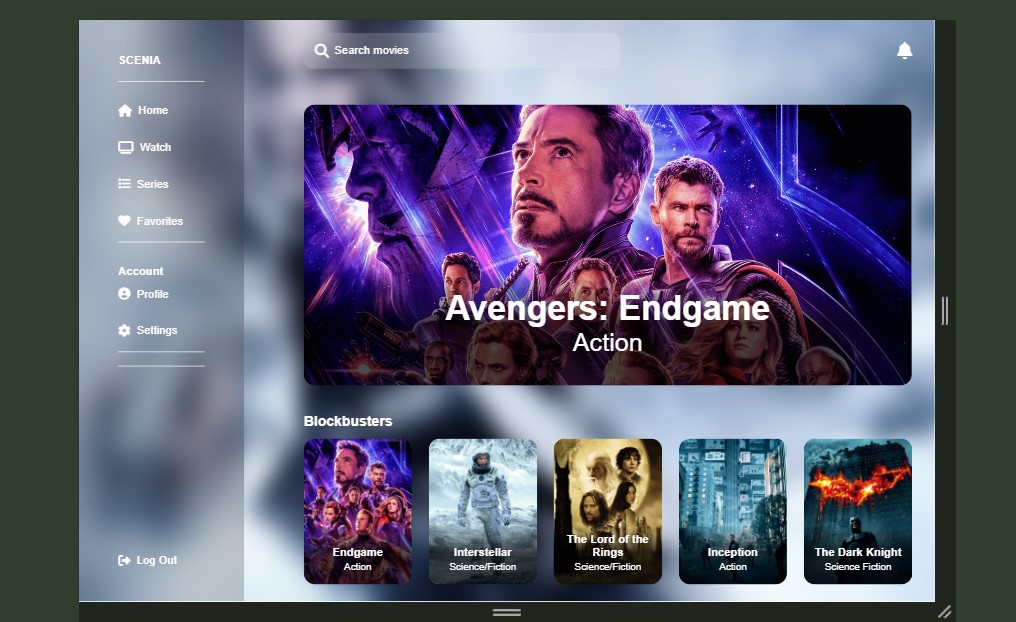 SCENIA
Home
Watch
Series
Favorites
Account
Profile
Settings
Log Out
Search movies
Avengers: Endgame
Action
Blockbusters
Endgame
Action
Interstellar
Science/Fiction
The Lord of the
Rings
Science/Fiction
Inception
Action
The Dark Knight
Science Fiction